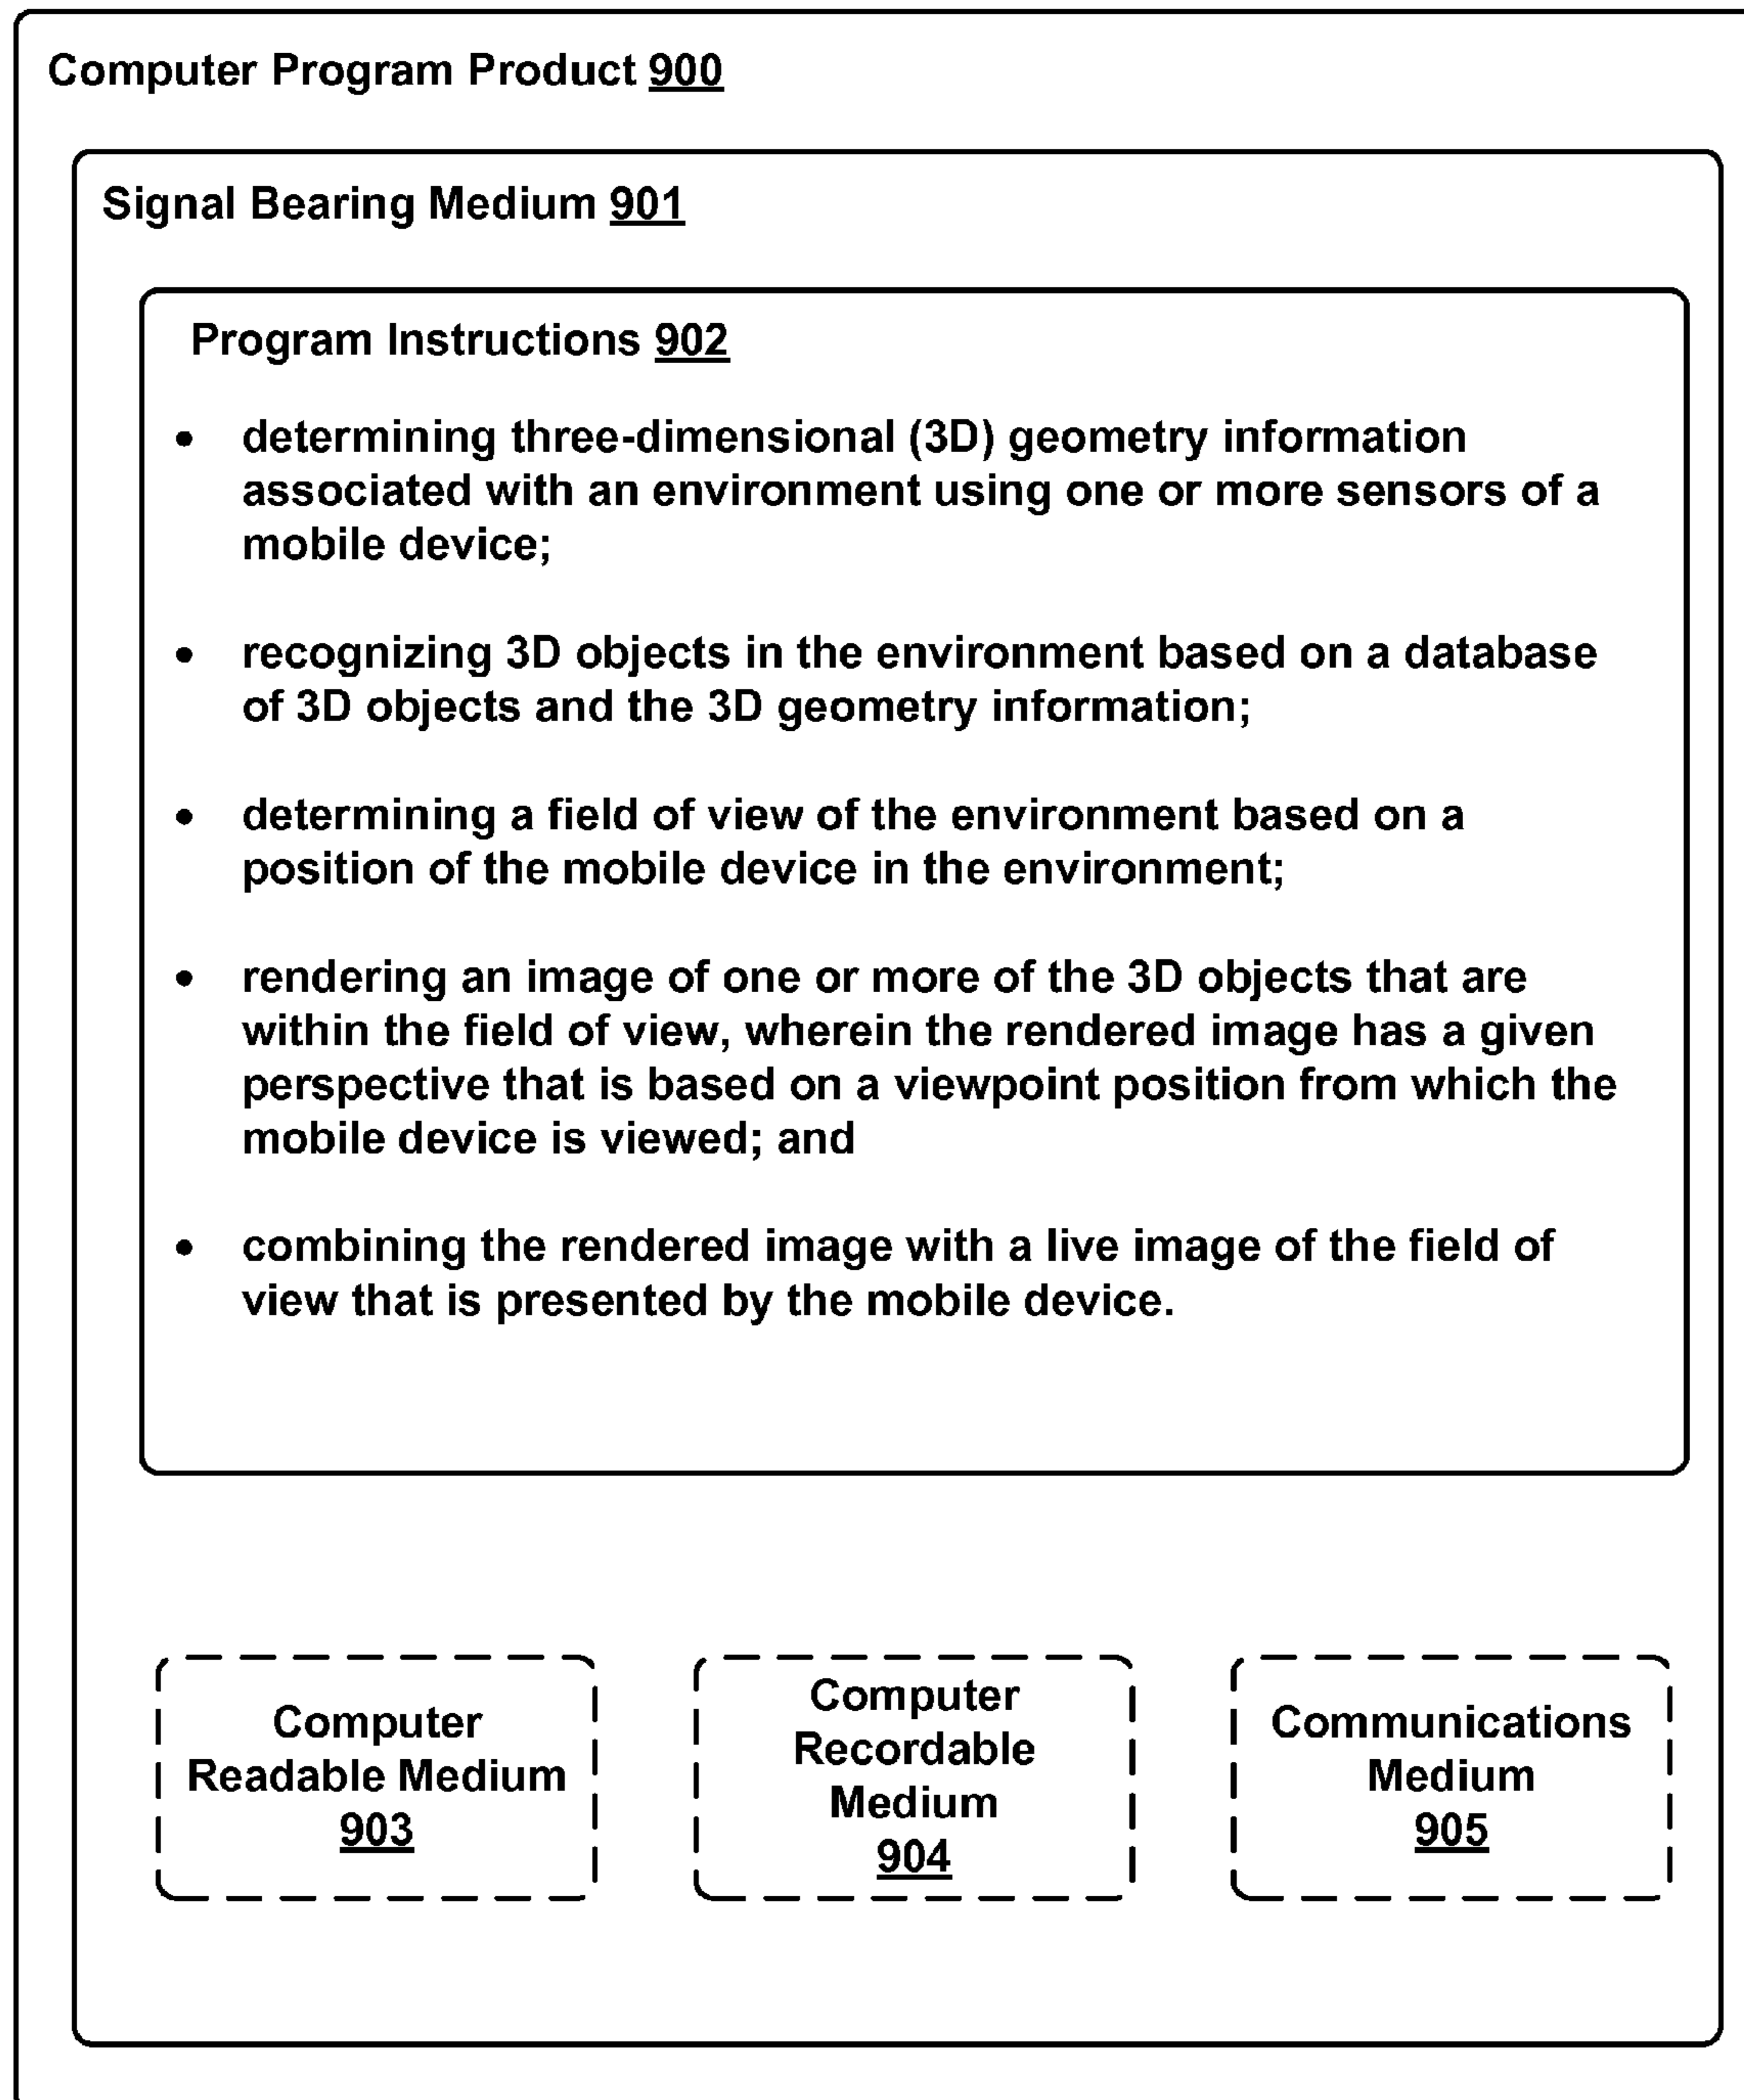 Computer Program Product 900
Signal Bearing Medium 901
Program Instructions 902
• determining three-dimensional (3D) geometry information
associated with an environment using one or more sensors of a
mobile device;
• recognizing 3D objects in the environment based on a database
of 3D objects and the 3D geometry information;
• determining a field of view of the environment based on a
position of the mobile device in the environment;
• rendering an image of one or more of the 3D objects that are
within the field of view, wherein the rendered image has a given
perspective that is based on a viewpoint position from which the
mobile device is viewed; and
• combining the rendered image with a live image of the field of
view that is presented by the mobile device.
Computer
Readable Medium
903
Computer
Recordable
Medium
904
Communications
Medium
905